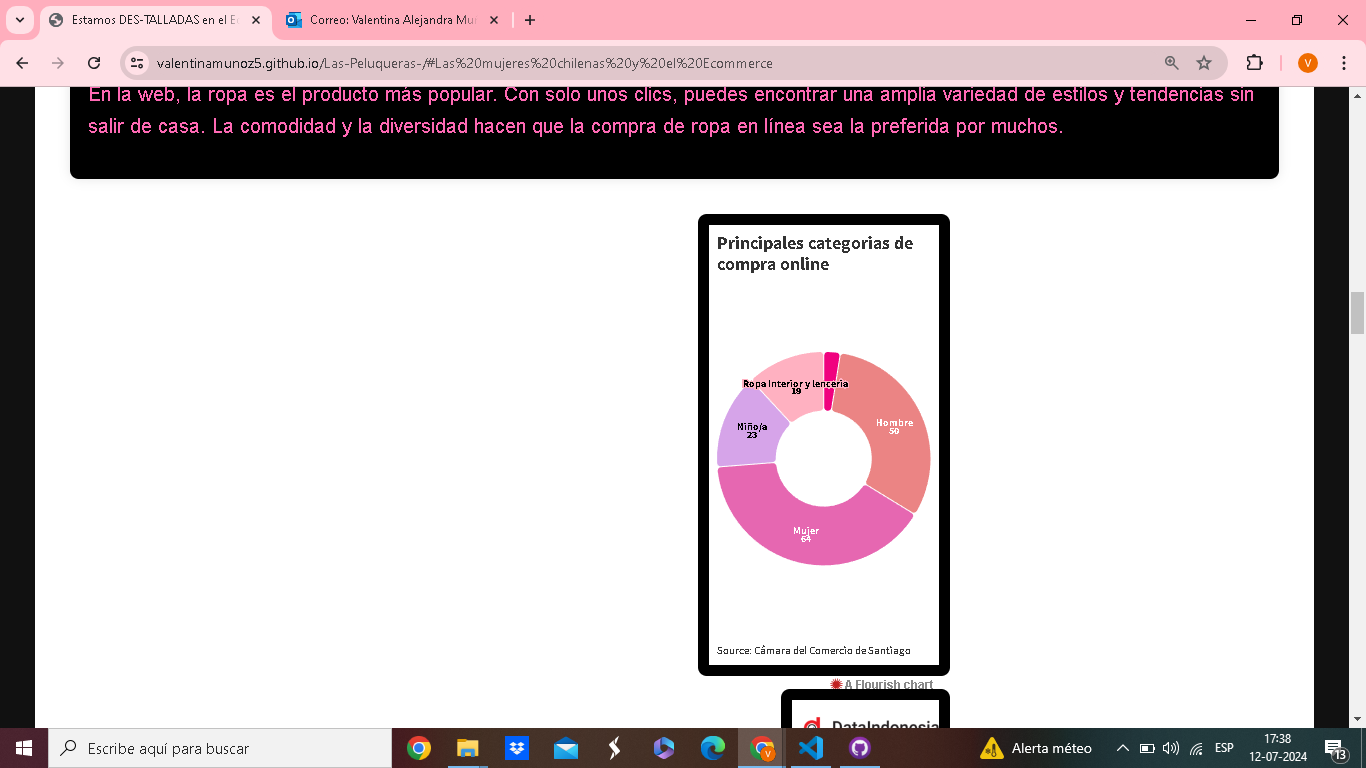 Estamos DES-TALLADAS en el E
Correo: Valentina Alejandra Mu
valentinamunoz5.github.io/Las-Peluqueras-/#Las%20mujeres%20chilenas%20y%20el%20Ecommerce
V
En la web, la ropa es el producto más popular. Con solo unos clics, puedes encontrar una amplia variedad de estilos y tendencias sin
salir de casa. La comodidad y la diversidad hacen que la compra de ropa en línea sea la preferida por muchos.
Principales categorias de
compra online
Ropa Interior y lencería
19
Hombre
50
Niño/a
23
Mujer
64
Source: Cámara del Comercio de Santiago
A Flourish chart
DataIndonesia
Escribe aquí para buscar
V
Alerta méteo
ESP
17:38
12-07-2024
13